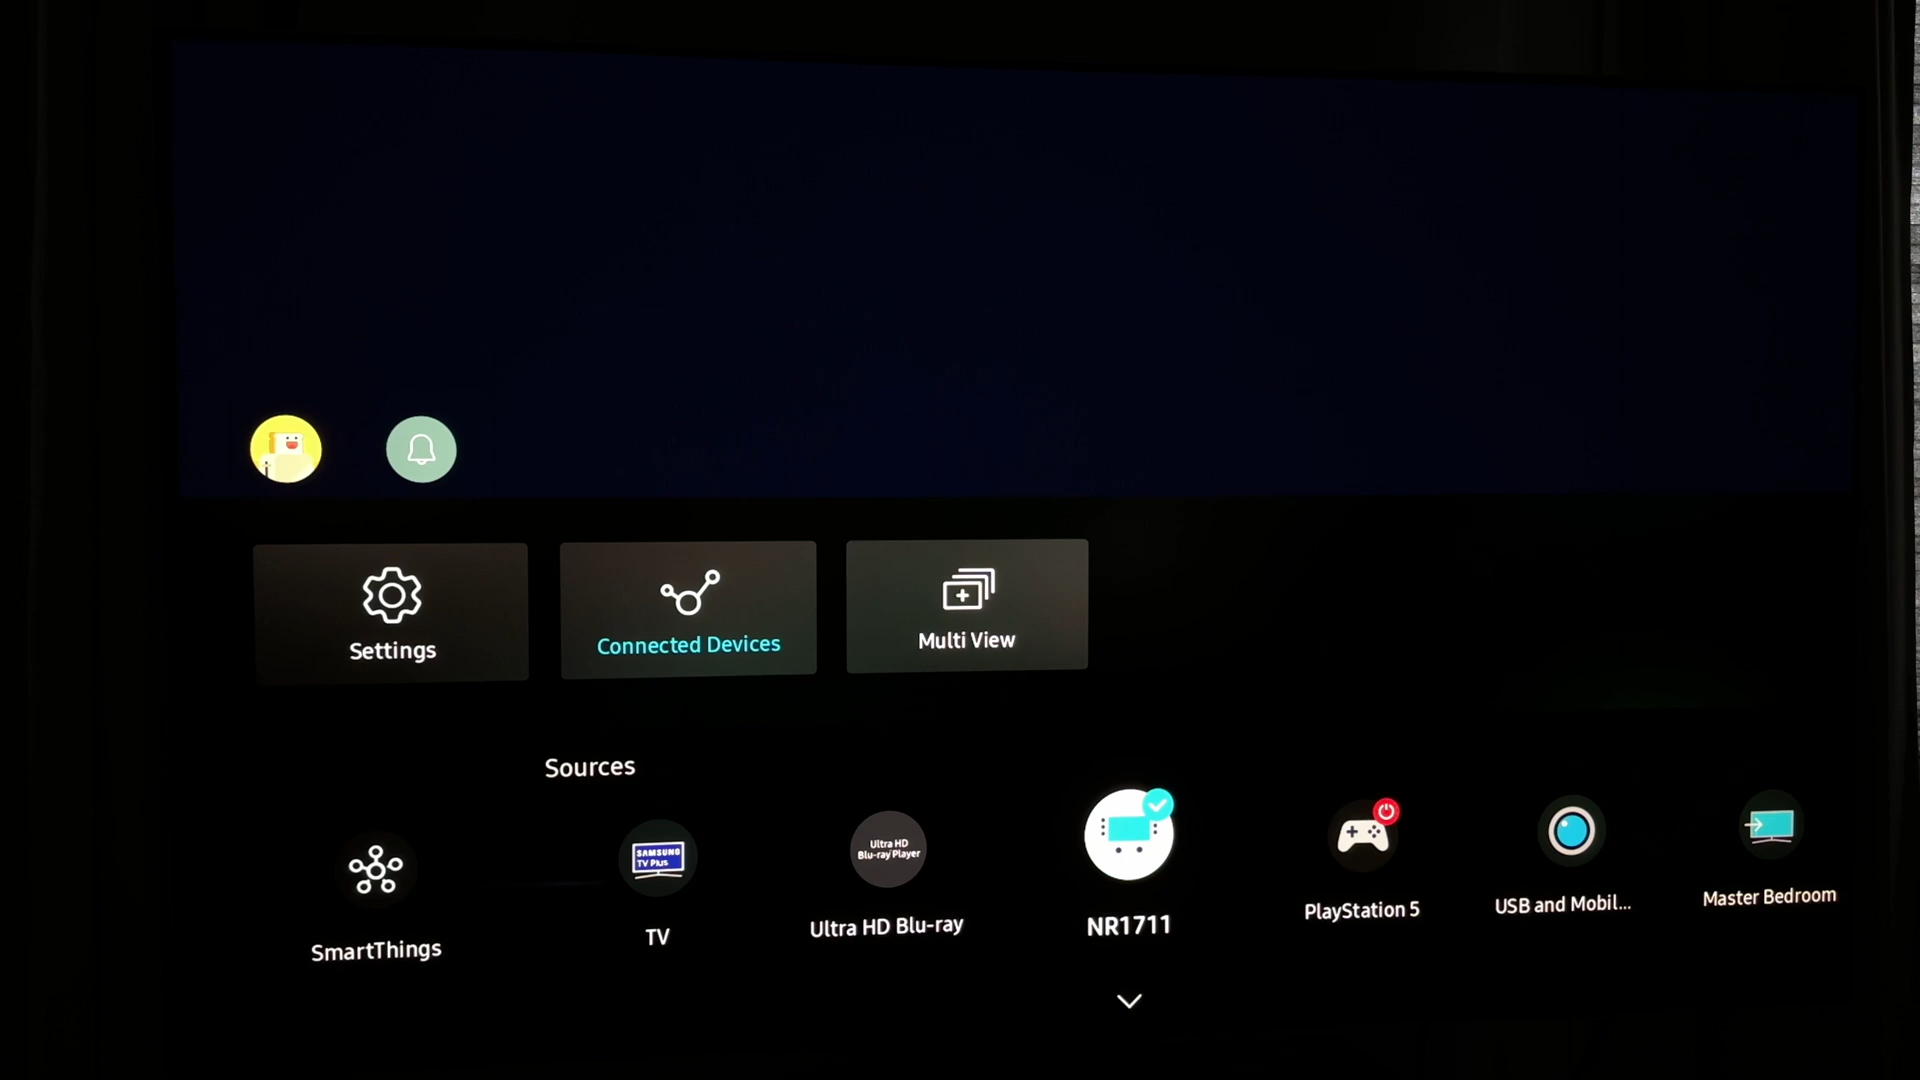 Settings
Connected Devices
Multi View
Sources
SAMSUNG
TV Plus
Ultra HD
Blu-ray Player
SmartThings
TV
Ultra HD Blu-ray
NR1711
PlayStation 5
USB and Mobil...
Master Bedroom